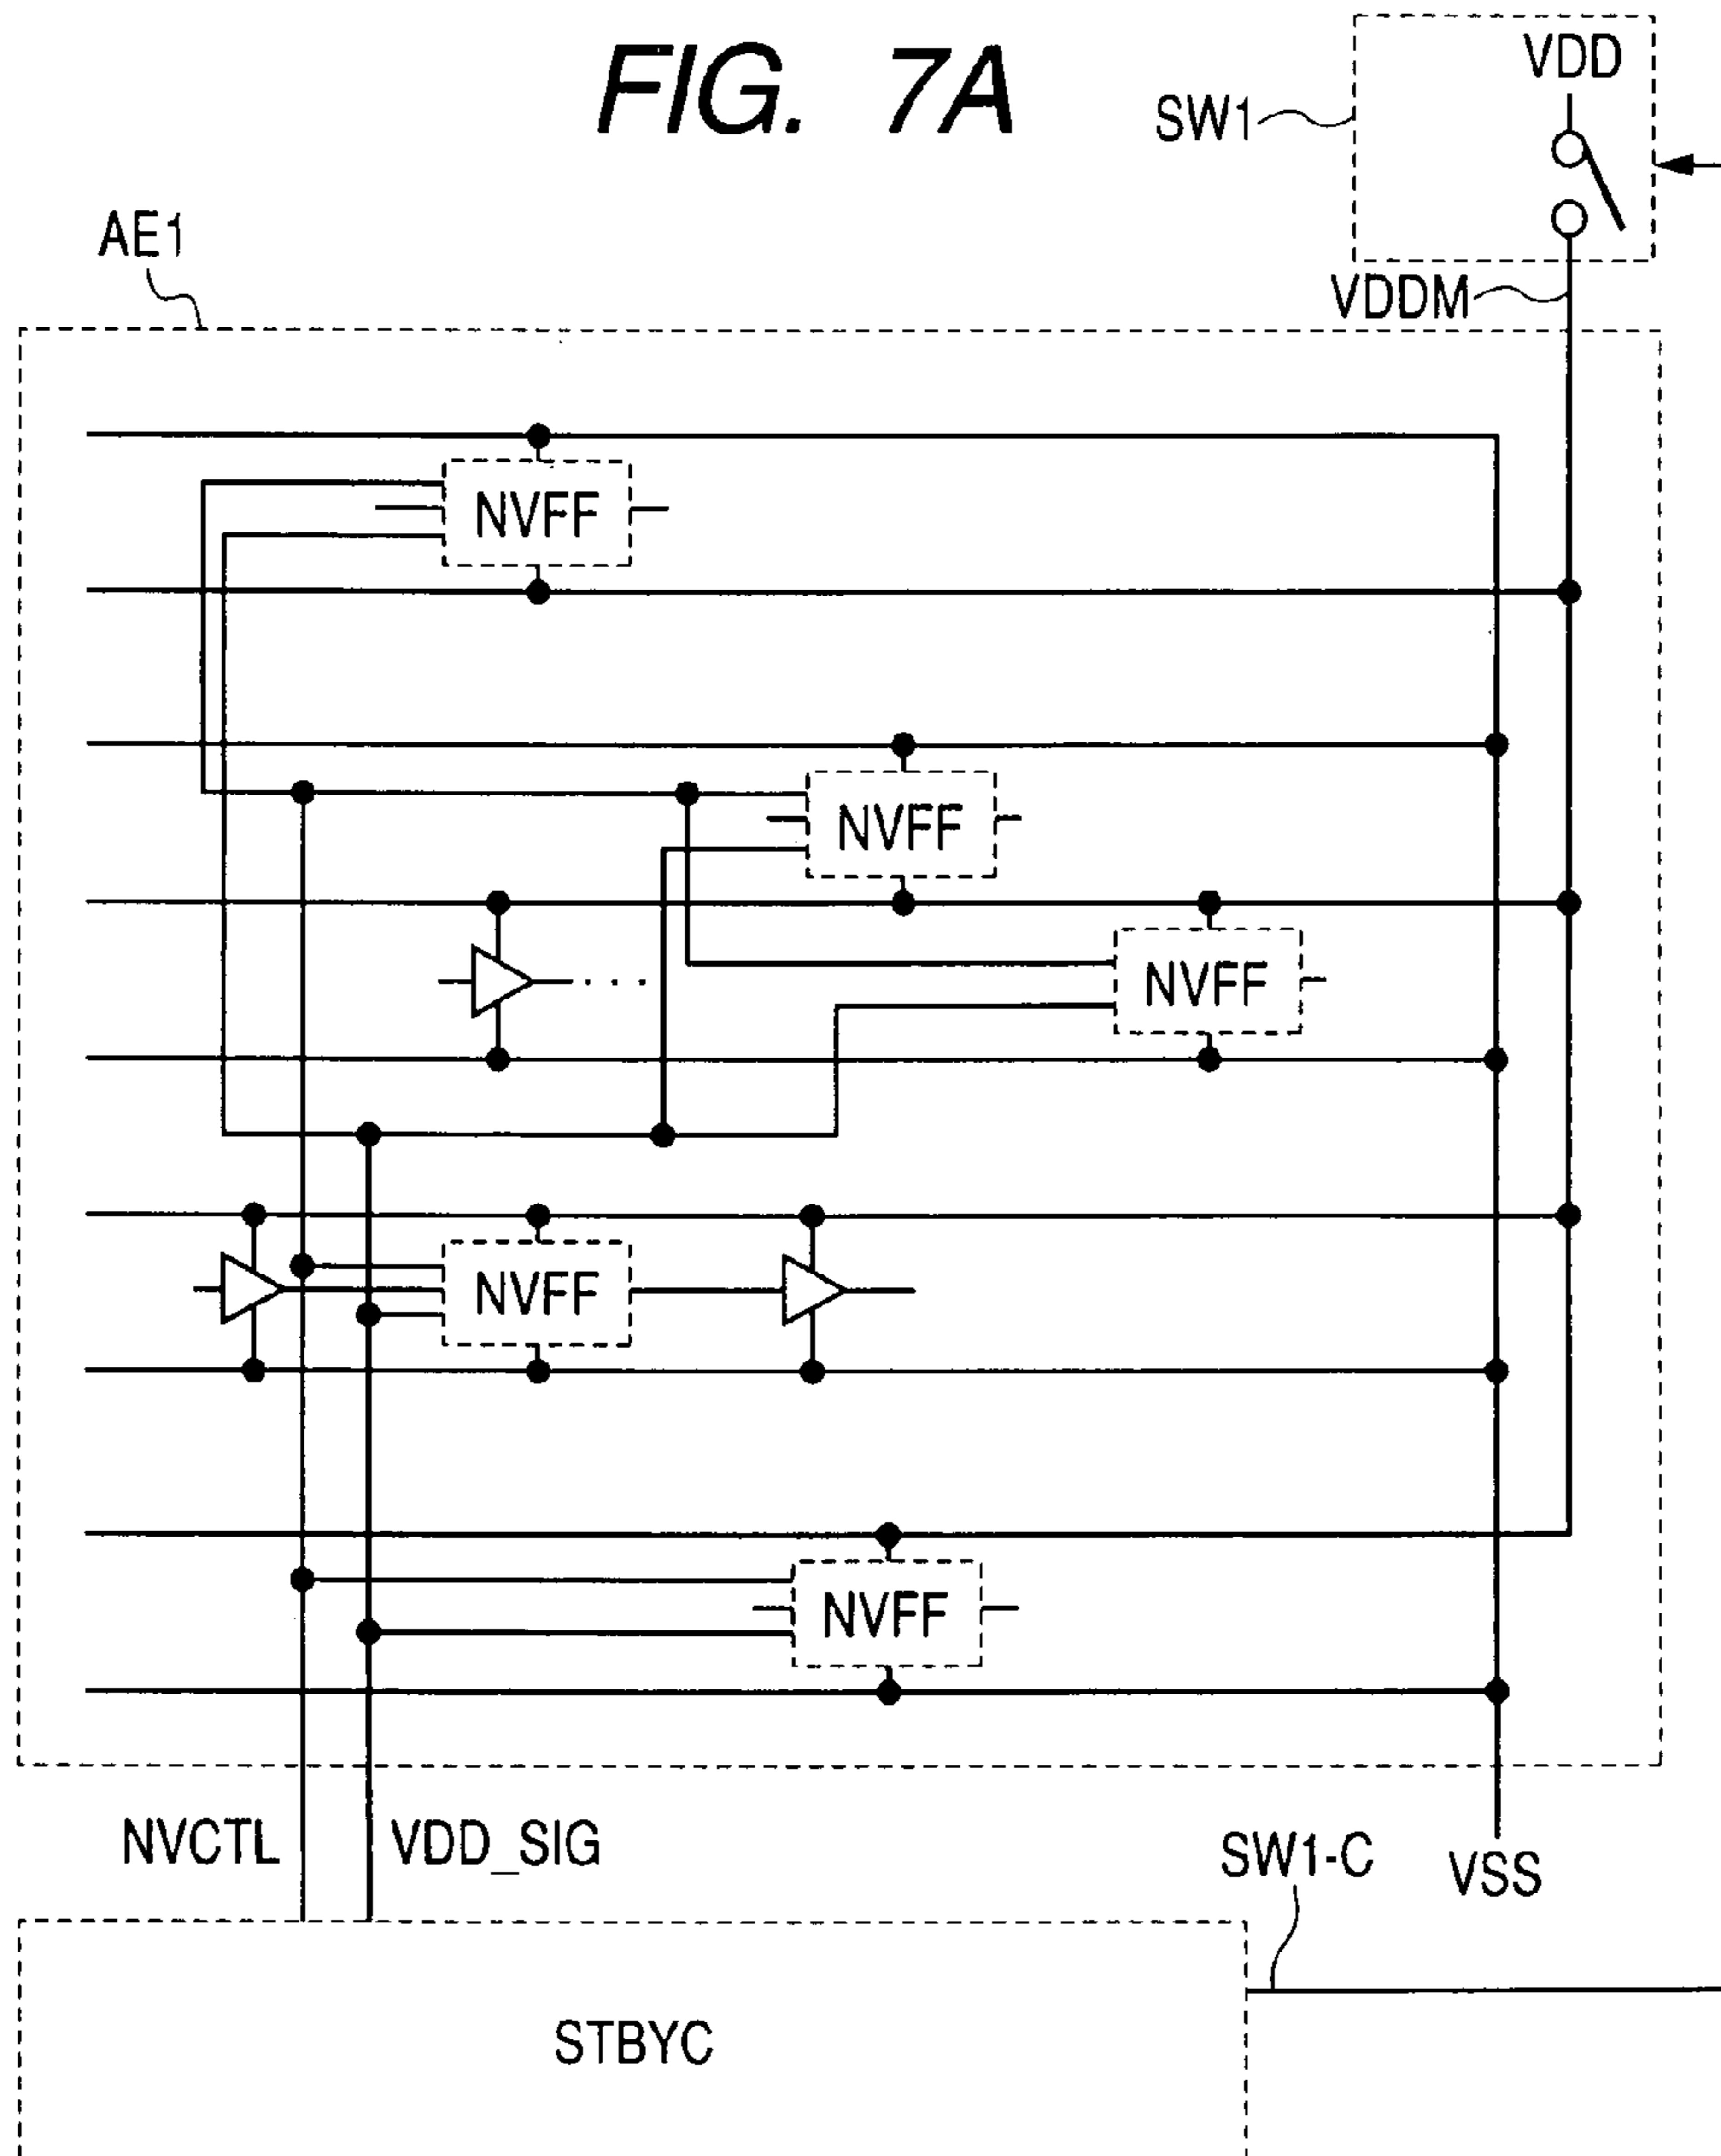 FIG. 7A
VDD
SW1
AE1
VDDM
NVFF
NVFF
NVFF
NVFF
NVFF
NVCTL
VDD_SIG
SW1-C
VSS
STBYC